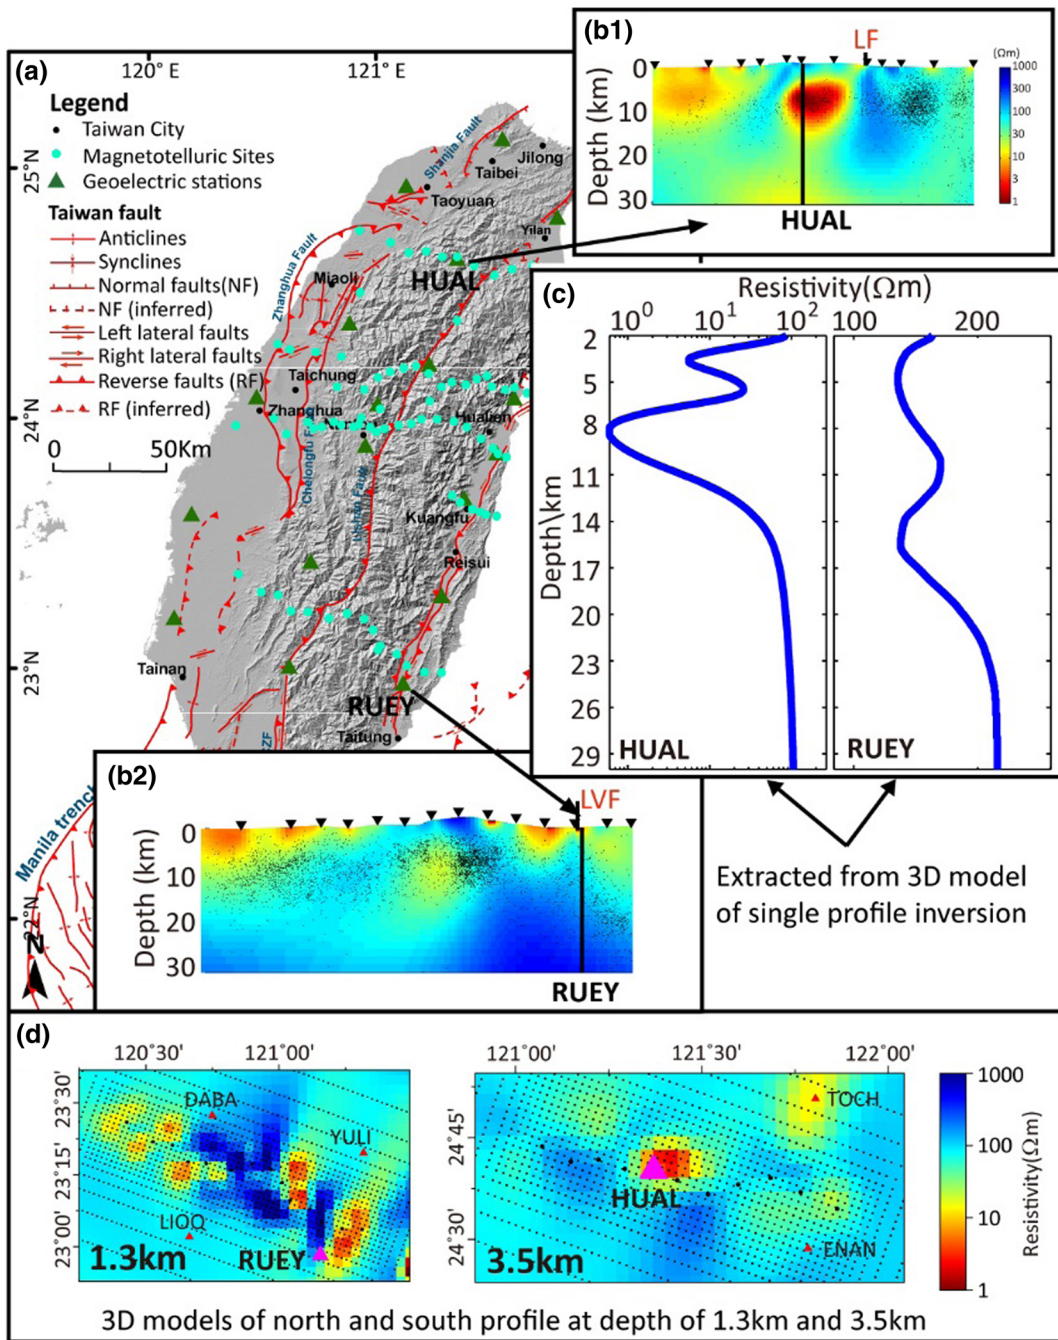 (a)
120° E
121° E
25°N
24°N
23°N
22°N
Legend
Taiwan City
Magnetotelluric Sites
Geoelectric stations
Taiwan fault
Anticlines
Synclines
Normal faults(NF)
NF (inferred)
Left lateral faults
Right lateral faults
Reverse faults (RF)
RF (inferred)
0 50Km
Shanjia Fault
Jilong
Taibei
Taoyuan
Yilan
Zhanghua Fault
Miaoli
HUAL
Taichung
Zhanghua
Hualien
Kuangfu
Reisui
Tainan
RUEY
Taitung
Manila trench
N
(b1)
LF
(Ωm)
1000
300
100
30
10
3
1
0
10
20
30
Depth (km)
HUAL
(c)
Resistivity(Ωm)
10⁰ 10¹ 10² 100 200
2
5
8
11
14
17
20
23
26
29
Depth\km
HUAL
RUEY
Extracted from 3D model
of single profile inversion
(b2)
LVF
0
10
20
30
Depth (km)
RUEY
(d)
120°30' 121°00'
23°30'
23°15'
23°00'
DABA
YULI
LIOQ
RUEY
1.3km
121°00' 121°30' 122°00'
24°45'
24°30'
TOCH
HUAL
ENAN
3.5km
1000
100
10
1
Resistivity(Ωm)
3D models of north and south profile at depth of 1.3km and 3.5km